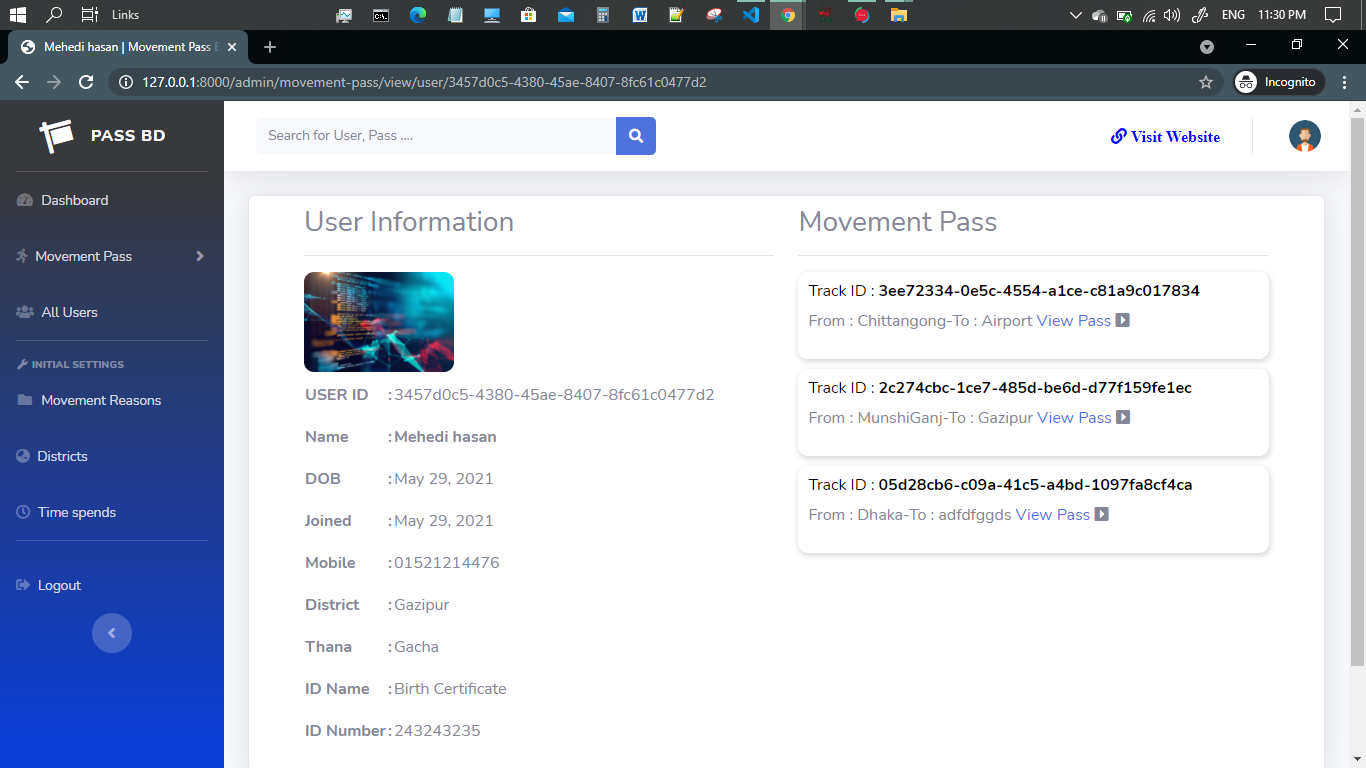 Links
ENG 11:30 PM
Mehedi hasan | Movement Pass
127.0.0.1:8000/admin/movement-pass/view/user/3457d0c5-4380-45ae-8407-8fc61c0477d2
Incognito
PASS BD
Search for User, Pass ....
Visit Website
Dashboard
Movement Pass
All Users
INITIAL SETTINGS
Movement Reasons
Districts
Time spends
Logout
User Information
USER ID : 3457d0c5-4380-45ae-8407-8fc61c0477d2
Name : Mehedi hasan
DOB : May 29, 2021
Joined : May 29, 2021
Mobile : 01521214476
District : Gazipur
Thana : Gacha
ID Name : Birth Certificate
ID Number : 243243235
Movement Pass
Track ID : 3ee72334-0e5c-4554-a1ce-c81a9c017834
From : Chittangong-To : Airport View Pass
Track ID : 2c274cbc-1ce7-485d-be6d-d77f159fe1ec
From : MunshiGanj-To : Gazipur View Pass
Track ID : 05d28cb6-c09a-41c5-a4bd-1097fa8cf4ca
From : Dhaka-To : adfdfggds View Pass